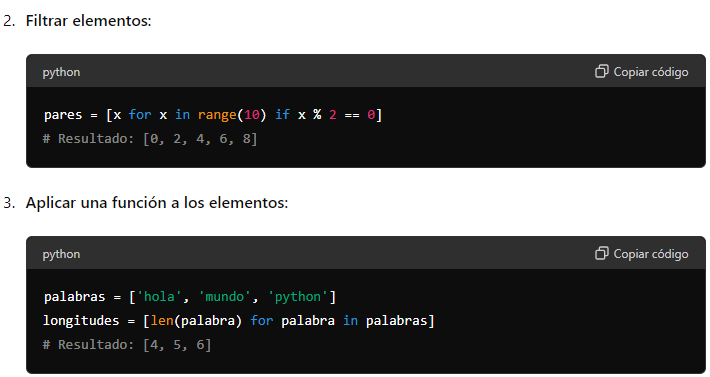 2. Filtrar elementos:
python Copiar código
pares = [x for x in range(10) if x % 2 == 0]
# Resultado: [0, 2, 4, 6, 8]
3. Aplicar una función a los elementos:
python Copiar código
palabras = ['hola', 'mundo', 'python']
longitudes = [len(palabra) for palabra in palabras]
# Resultado: [4, 5, 6]